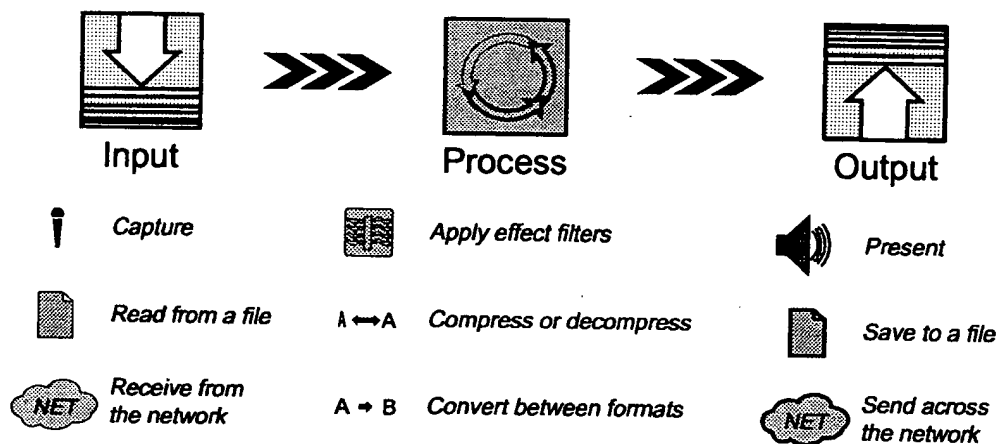 Input
Process
Output
Capture
Apply effect filters
Present
Read from a file
A ⟷ A Compress or decompress
Save to a file
NET
Receive from
the network
A → B Convert between formats
NET
Send across
the network